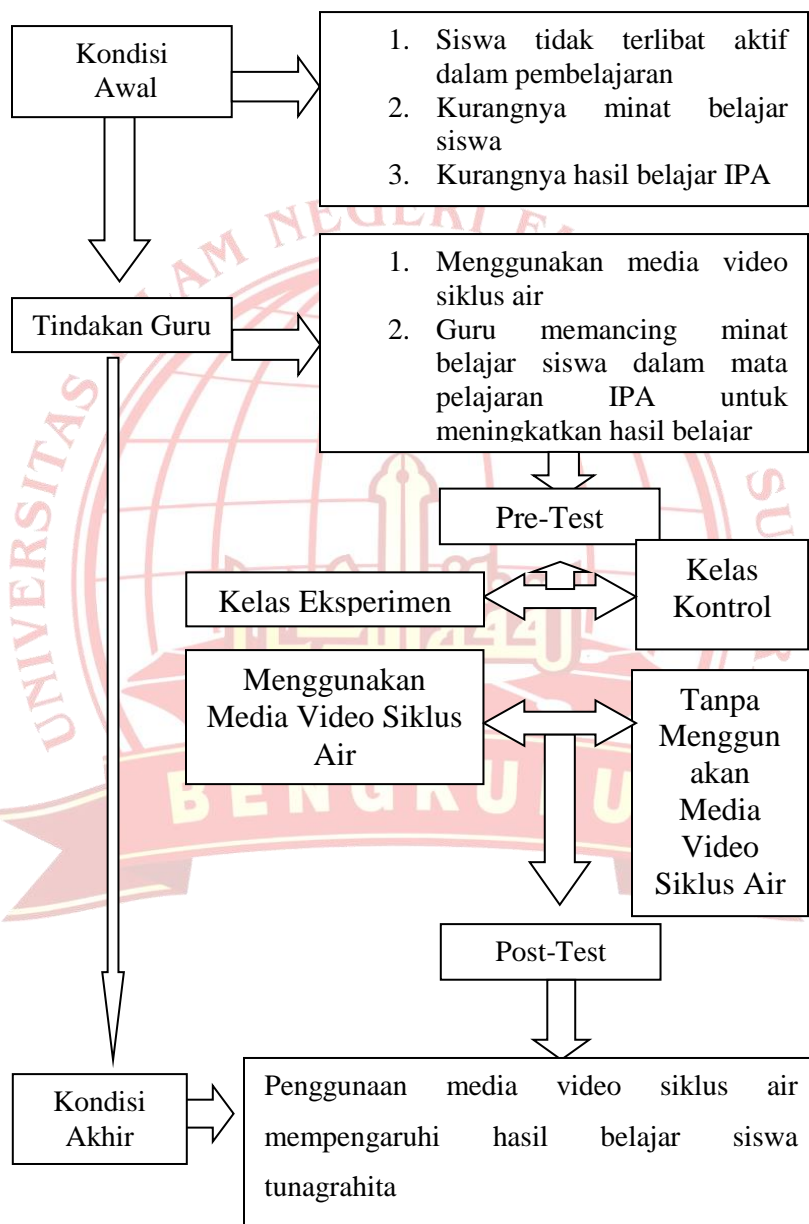 Kondisi
Awal
1. Siswa tidak terlibat aktif
dalam pembelajaran
2. Kurangnya minat belajar
siswa
3. Kurangnya hasil belajar IPA
Tindakan Guru
1. Menggunakan media video
siklus air
2. Guru memancing minat
belajar siswa dalam mata
pelajaran IPA untuk
meningkatkan hasil belajar
Pre-Test
Kelas Eksperimen
Kelas
Kontrol
Menggunakan
Media Video Siklus
Air
Tanpa
Menggun
akan
Media
Video
Siklus Air
Post-Test
Kondisi
Akhir
Penggunaan media video siklus air
mempengaruhi hasil belajar siswa
tunagrahita
UNIVERSITAS
NEGERI
BENGKULU